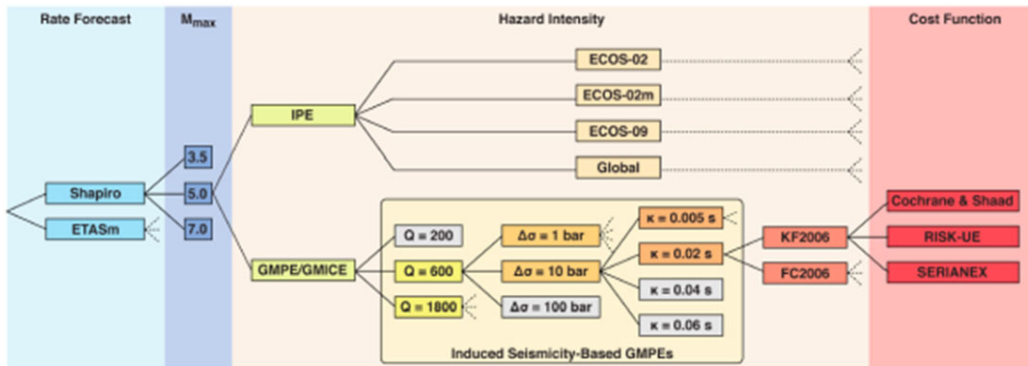 Rate Forecast
Mmax
Hazard Intensity
Cost Function
ECOS-02
ECOS-02m
IPE
ECOS-09
3.5
Global
Shapiro
5.0
ETASm
7.0
GMPE/GMICE
Q = 200
Q = 600
Q = 1800
Δσ = 1 bar
Δσ = 10 bar
Δσ = 100 bar
κ = 0.005 s
κ = 0.02 s
κ = 0.04 s
κ = 0.06 s
KF2006
FC2006
Cochrane & Shaad
RISK-UE
SERIANEX
Induced Seismicity-Based GMPEs